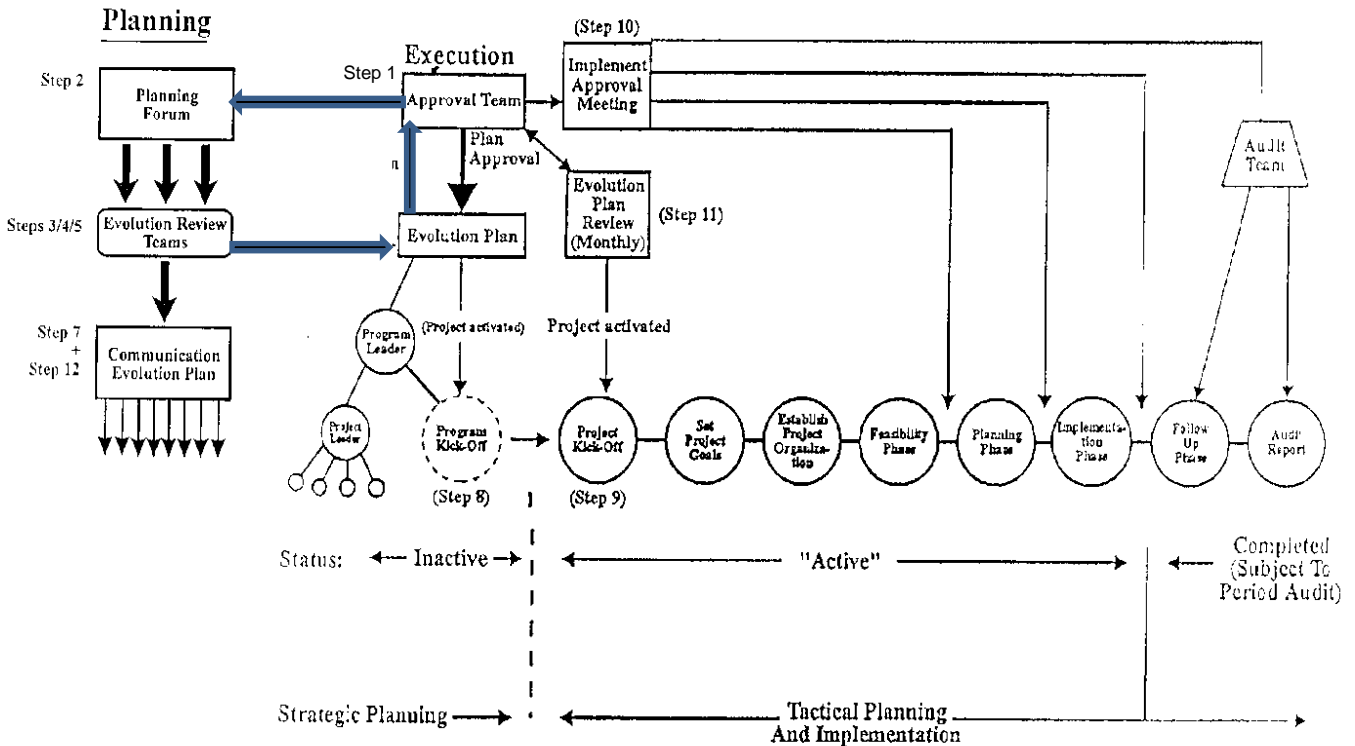 Planning
Execution
(Step 10)
Step 2
Planning
Forum
Step 1
Approval Team
Implement
Approval
Meeting
n
Plan
Approval
Audit
Team
Steps 3/4/5
Evolution Review
Teams
Evolution Plan
Evolution
Plan
Review
(Monthly)
(Step 11)
Step 7
+
Step 12
Communication
Evolution Plan
Program
Leader
(Project activated)
Project activated
Project
Leader
Program
Kick-Off
(Step 8)
Project
Kick-Off
(Step 9)
Set
Project
Goals
Establish
Project
Organiza-
tion
Feasibility
Phase
Planning
Phase
Implementa-
tion
Phase
Follow
Up
Phase
Audit
Report
Status:
Inactive
"Active"
Completed
(Subject To
Period Audit)
Strategic Planning
Tactical Planning
And Implementation